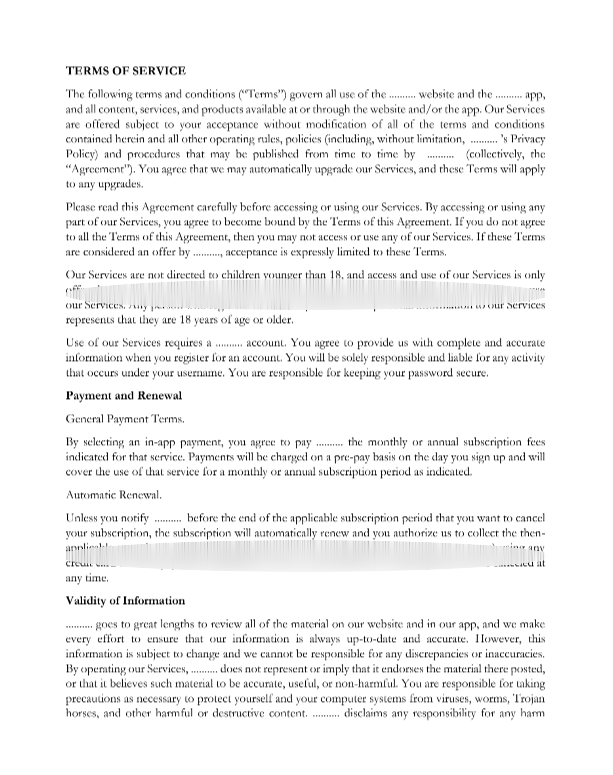 TERMS OF SERVICE
The following terms and conditions (“Terms”) govern all use of the .......... website and the .......... app,
and all content, services, and products available at or through the website and/or the app. Our Services
are offered subject to your acceptance without modification of all of the terms and conditions
contained herein and all other operating rules, policies (including, without limitation, .......... 's Privacy
Policy) and procedures that may be published from time to time by .......... (collectively, the
“Agreement”). You agree that we may automatically upgrade our Services, and these Terms will apply
to any upgrades.
Please read this Agreement carefully before accessing or using our Services. By accessing or using any
part of our Services, you agree to become bound by the Terms of this Agreement. If you do not agree
to all the Terms of this Agreement, then you may not access or use any of our Services. If these Terms
are considered an offer by .........., acceptance is expressly limited to these Terms.
Our Services are not directed to children younger than 18, and access and use of our Services is only
our Services. Any to our Services
represents that they are 18 years of age or older.
Use of our Services requires a .......... account. You agree to provide us with complete and accurate
information when you register for an account. You will be solely responsible and liable for any activity
that occurs under your username. You are responsible for keeping your password secure.
Payment and Renewal
General Payment Terms.
By selecting an in-app payment, you agree to pay .......... the monthly or annual subscription fees
indicated for that service. Payments will be charged on a pre-pay basis on the day you sign up and will
cover the use of that service for a monthly or annual subscription period as indicated.
Automatic Renewal.
Unless you notify .......... before the end of the applicable subscription period that you want to cancel
your subscription, the subscription will automatically renew and you authorize us to collect the then-
any
credit at
any time.
Validity of Information
.......... goes to great lengths to review all of the material on our website and in our app, and we make
every effort to ensure that our information is always up-to-date and accurate. However, this
information is subject to change and we cannot be responsible for any discrepancies or inaccuracies.
By operating our Services, .......... does not represent or imply that it endorses the material there posted,
or that it believes such material to be accurate, useful, or non-harmful. You are responsible for taking
precautions as necessary to protect yourself and your computer systems from viruses, worms, Trojan
horses, and other harmful or destructive content. .......... disclaims any responsibility for any harm